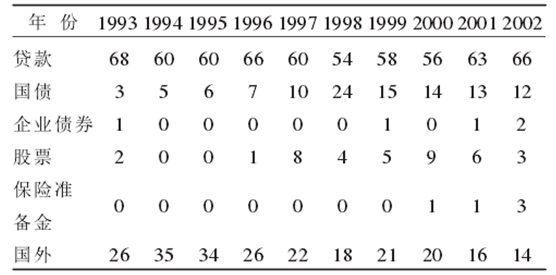 年 份 1993 1994 1995 1996 1997 1998 1999 2000 2001 2002
贷款 68 60 60 66 60 54 58 56 63 66
国债 3 5 6 7 10 24 15 14 13 12
企业债券 1 0 0 0 0 0 1 0 1 2
股票 2 0 0 1 8 4 5 9 6 3
保险准
备金 0 0 0 0 0 0 0 1 1 3
国外 26 35 34 26 22 18 21 20 16 14